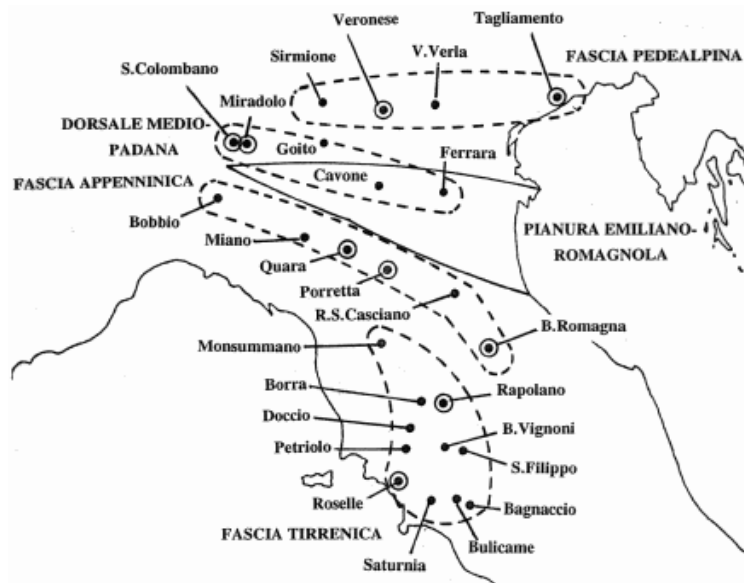 Tagliamento
Veronese
V.Verla
FASCIA PEDEALPINA
Sirmione
S.Colombano
Miradolo
DORSALE MEDIO-
PADANA
Goito
Ferrara
FASCIA APPENNINICA
Cavone
Bobbio
PIANURA EMILIANO-
ROMAGNOLA
Miano
Quara
Porretta
R.S.Casciano
B.Romagna
Monsummano
Borra
Rapolano
Doccio
B.Vignoni
Petriolo
S.Filippo
Roselle
Bagnaccio
FASCIA TIRRENICA
Bulicame
Saturnia